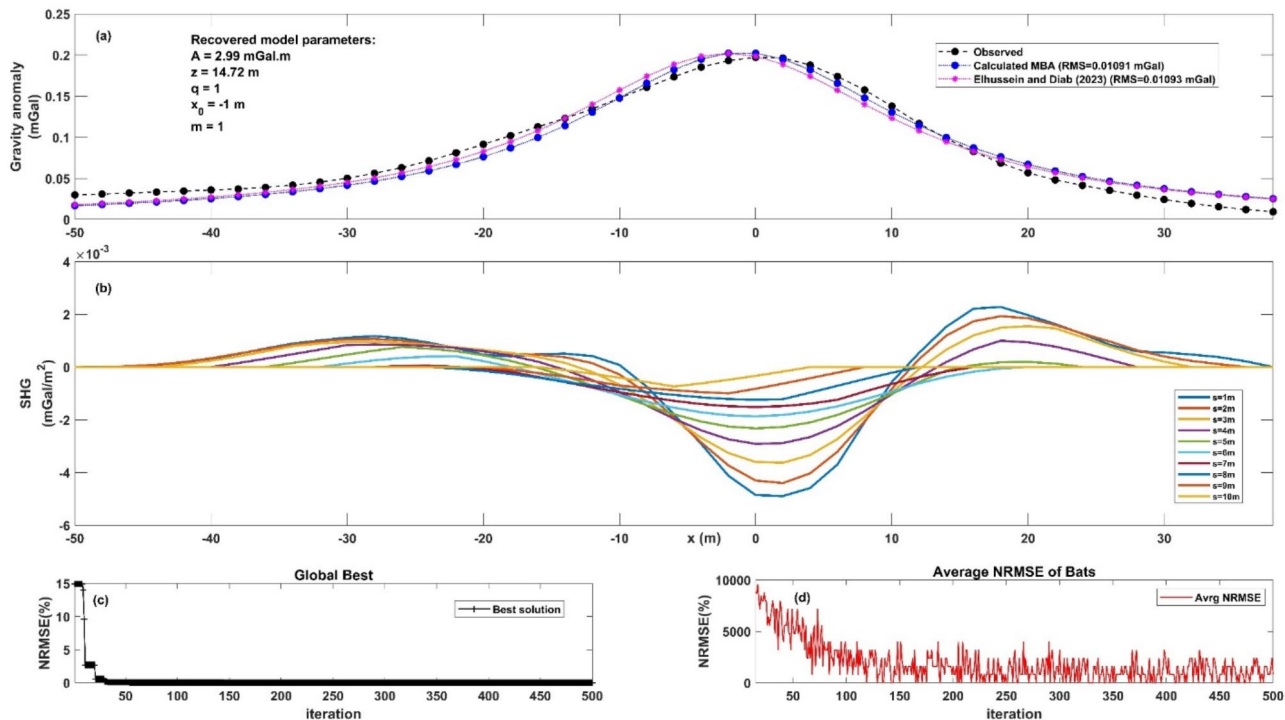 (a)
Recovered model parameters:
A = 2.99 mGal.m
z = 14.72 m
q = 1
x0 = -1 m
m = 1
Observed
Calculated MBA (RMS=0.01091 mGal)
Elhussein and Diab (2023) (RMS=0.01093 mGal)
Gravity anomaly
(mGal)
0.25
0.2
0.15
0.1
0.05
0
-50 -40 -30 -20 -10 0 10 20 30
×10-3
(b)
SHG
(mGall/m2)
4
2
0
-2
-4
-6
s=1m
s=2m
s=3m
s=4m
s=5m
s=6m
s=7m
s=8m
s=9m
s=10m
-50 -40 -30 -20 -10 x (m) 0 10 20 30
Global Best
(c)
Best solution
NRMSE(%)
15
10
5
0
50 100 150 200 250 300 350 400 450 500
iteration
Average NRMSE of Bats
(d)
Avrg NRMSE
NRMSE(%)
10000
5000
0
50 100 150 200 250 300 350 400 450 500
iteration